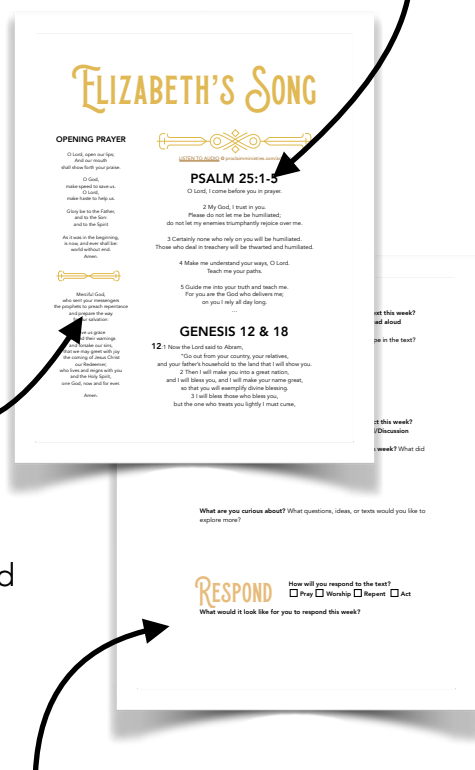 ELIZABETH'S SONG
OPENING PRAYER
O Lord, open our lips,
And our mouth
shall show forth your praise.
O God,
make speed to save us.
O Lord,
make haste to help us.
Glory be to the Father,
and to the Son:
and to the Spirit
As it was in the beginning,
is now, and ever shall be:
world without end.
Amen.
Merciful God,
who sent your messengers
the prophets to preach repentance
and prepare the way
our salvation:
us grace
their warnings
and forsake our sins,
that we may greet with joy
the coming of Jesus Christ
our Redeemer;
who lives and reigns with you
and the Holy Spirit,
one God, now and for ever.
Amen.
LISTEN TO AUDIO @
PSALM 25:1-5
O Lord, I come before you in prayer.
2 My God, I trust in you.
Please do not let me be humiliated;
do not let my enemies triumphantly rejoice over me.
3 Certainly none who rely on you will be humiliated.
Those who deal in treachery will be thwarted and humiliated.
4 Make me understand your ways, O Lord.
Teach me your paths.
5 Guide me into your truth and teach me.
For you are the God who delivers me;
on you I rely all day long.
...
GENESIS 12 & 18
12:1 Now the Lord said to Abram,
"Go out from your country, your relatives,
and your father's household to the land that I will show you.
2 Then I will make you into a great nation,
and I will bless you, and I will make your name great,
so that you will exemplify divine blessing.
3 I will bless those who bless you,
but the one who treats you lightly I must curse,
ext this week?
ad aloud
pe in the text?
ct this week?
/Discussion
week? What did
What are you curious about? What questions, ideas, or texts would you like to
explore more?
d
RESPOND
How will you respond to the text?
Pray Worship Repent Act
What would it look like for you to respond this week?